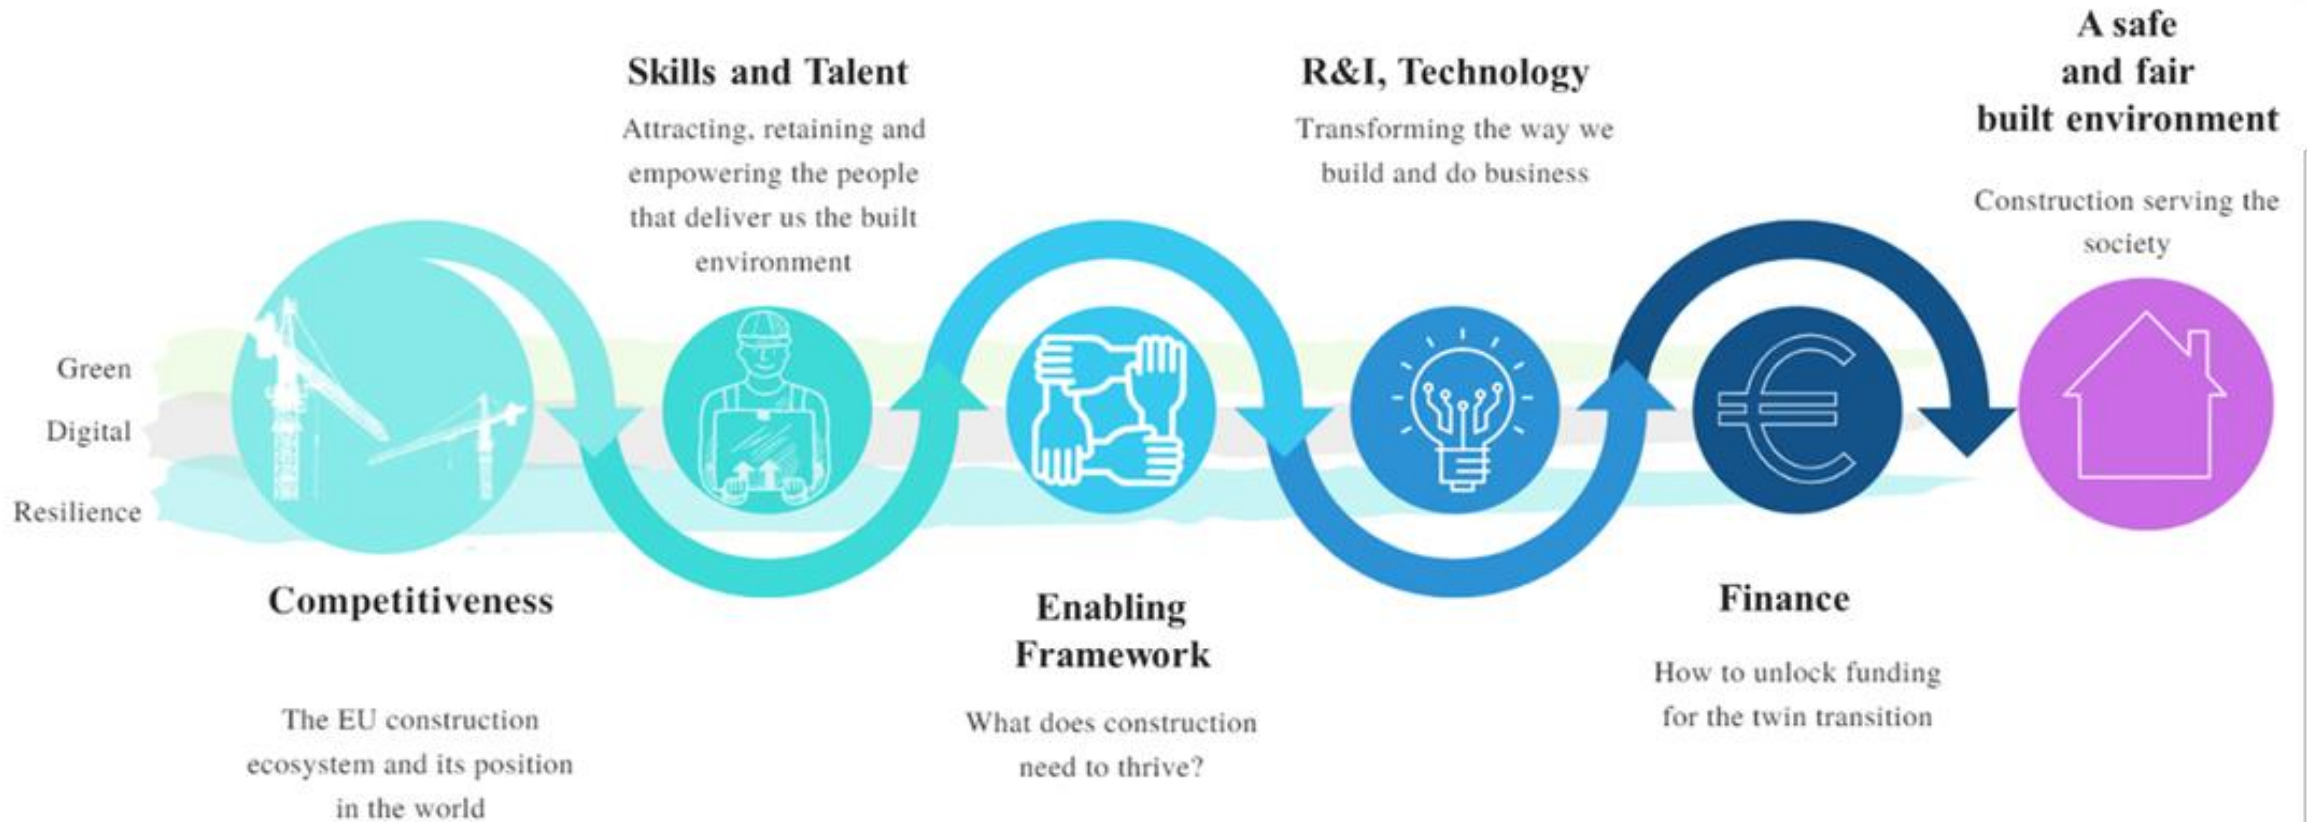 Skills and Talent
Attracting, retaining and
empowering the people
that deliver us the built
environment
R&I, Technology
Transforming the way we
build and do business
A safe
and fair
built environment
Construction serving the
society
Green
Digital
Resilience
Competitiveness
The EU construction
ecosystem and its position
in the world
Enabling
Framework
What does construction
need to thrive?
€
Finance
How to unlock funding
for the twin transition